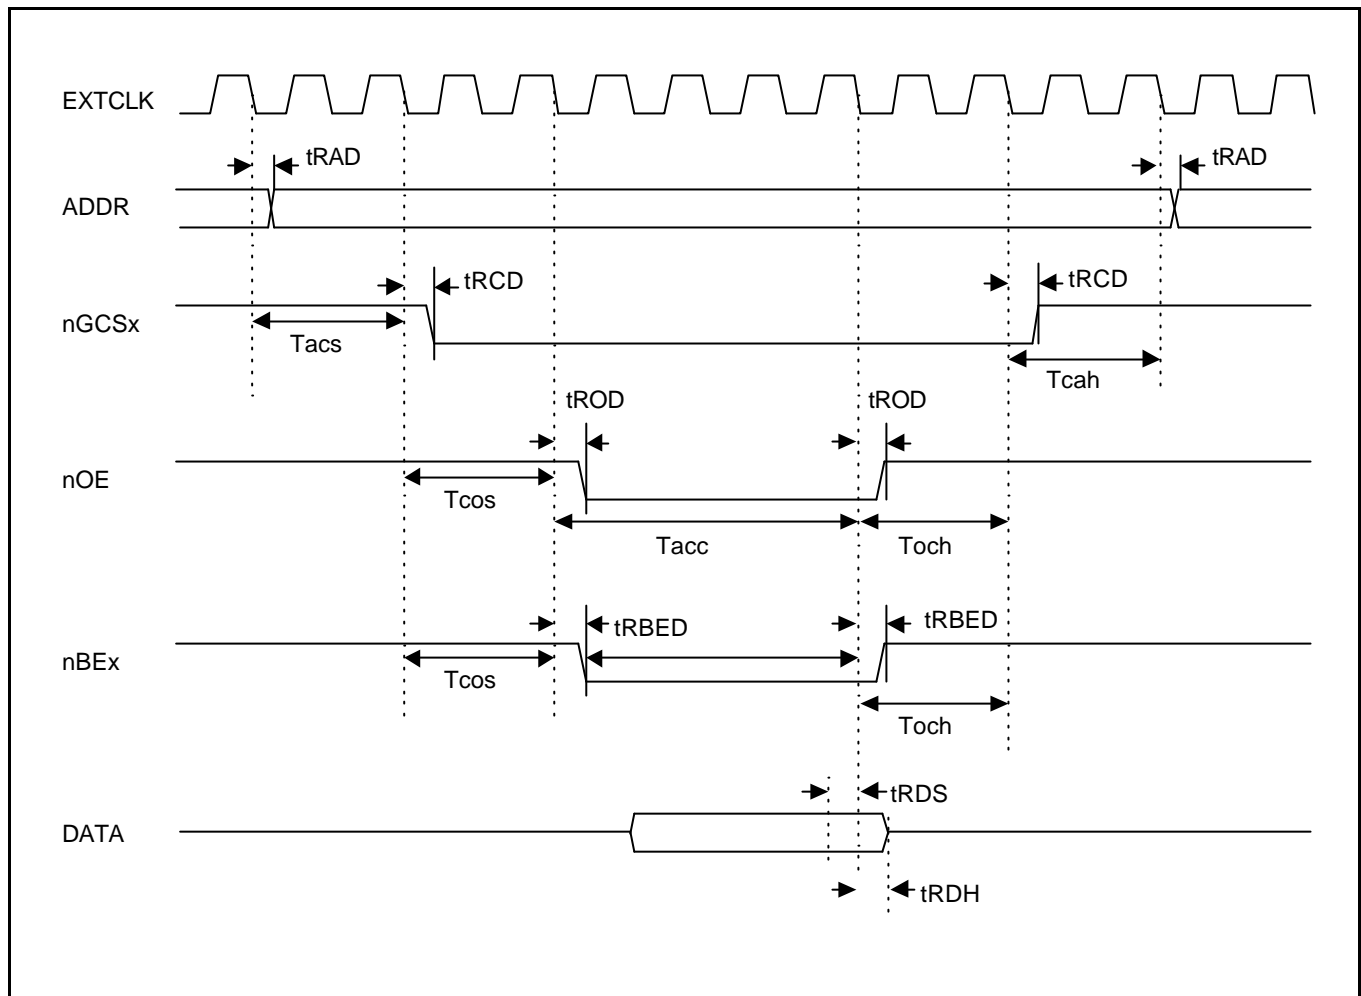 EXTCLK
tRAD tRAD
ADDR
tRCD tRCD
nGCSx
Tacs
Tcah
tROD tROD
nOE
Tcos
Tacc Toch
tRBED tRBED
nBEx
Tcos
Toch
tRDS
DATA
tRDH